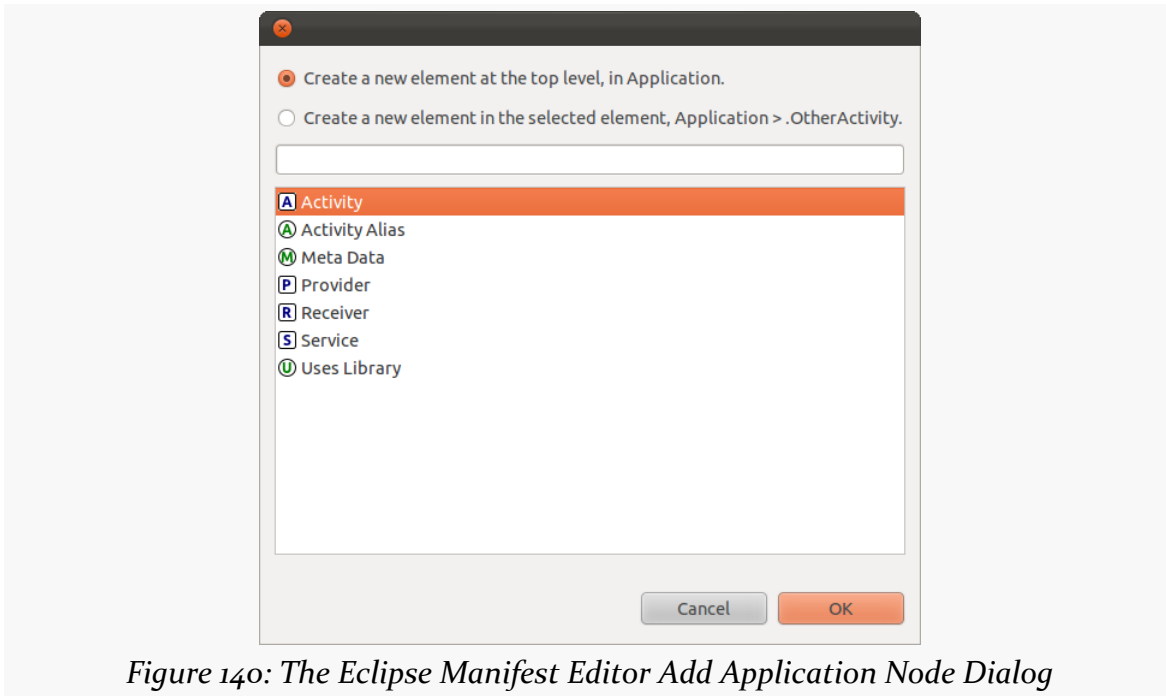 Create a new element at the top level, in Application.
Create a new element in the selected element, Application > .OtherActivity.
A Activity
A Activity Alias
M Meta Data
P Provider
R Receiver
S Service
U Uses Library
Cancel OK
Figure 140: The Eclipse Manifest Editor Add Application Node Dialog